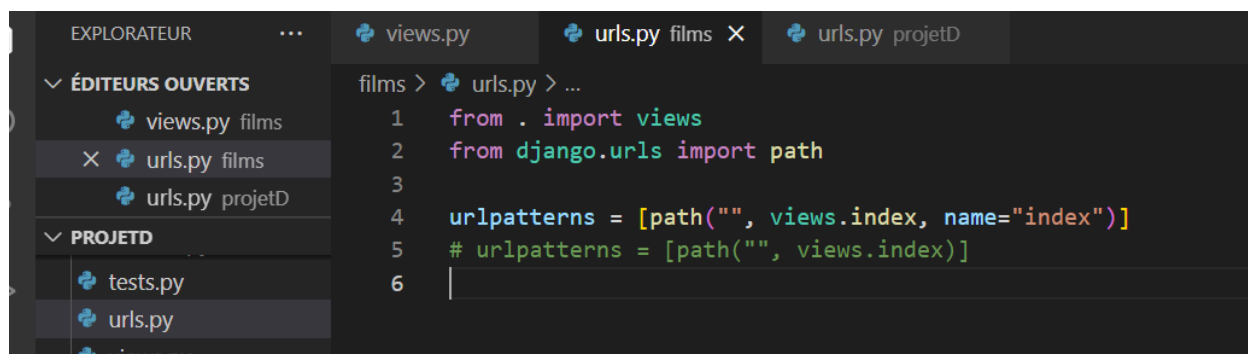 EXPLORATEUR ...
ÉDITEURS OUVERTS
views.py films
urls.py films
urls.py projetD
PROJETD
tests.py
urls.py
views.py
urls.py films
urls.py projetD
films > urls.py > ...
1 from . import views
2 from django.urls import path
3
4 urlpatterns = [path("", views.index, name="index")]
5 # urlpatterns = [path("", views.index)]
6